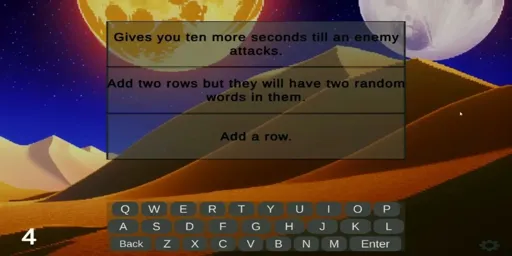 Gives you ten more seconds till an enemy
attacks.
Add two rows but they will have two random
words in them.
Add a row.
Q W E R T Y U I O P
A S D F G H J K L
Back Z X C V B N M Enter
4